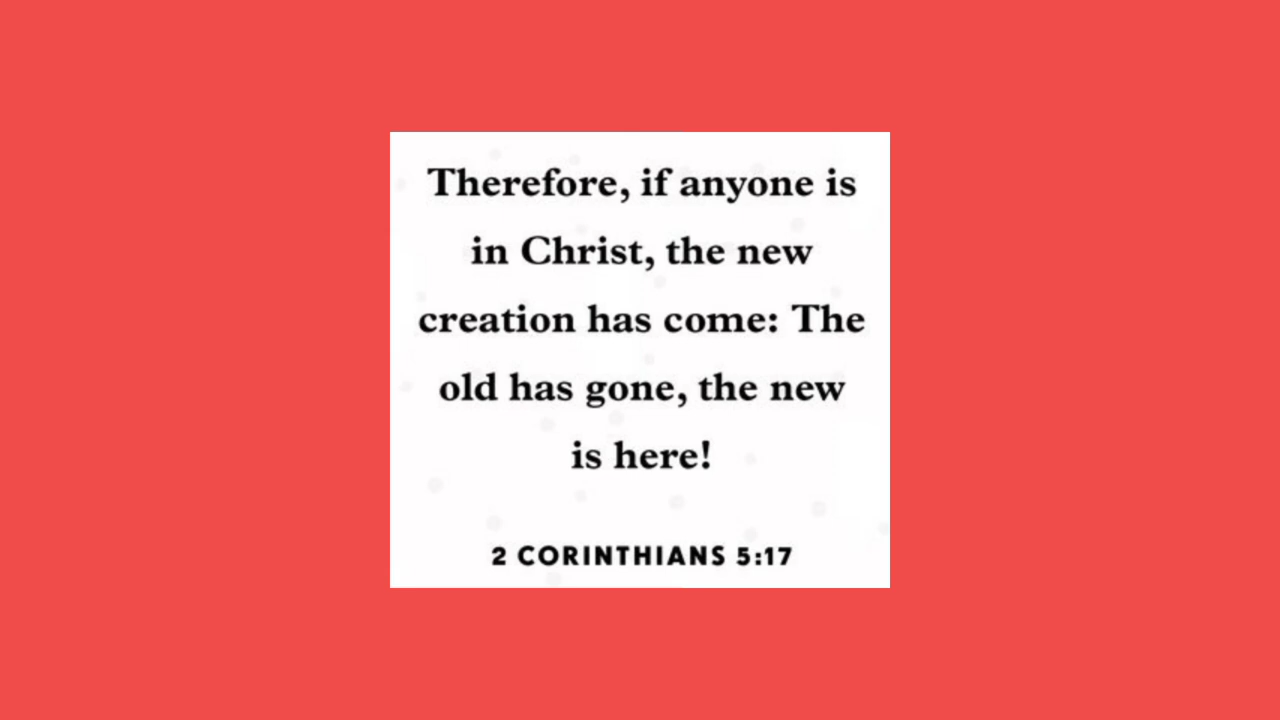 Therefore, if anyone is
in Christ, the new
creation has come: The
old has gone, the new
is here!
2 CORINTHIANS 5:17